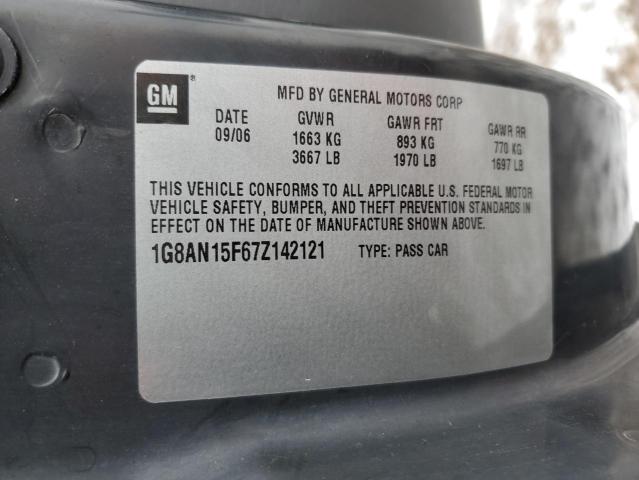 GM ®
MFD BY GENERAL MOTORS CORP
DATE GVWR GAWR FRT GAWR RR
09/06 1663 KG 893 KG 770 KG
3667 LB 1970 LB 1697 LB
THIS VEHICLE CONFORMS TO ALL APPLICABLE U.S. FEDERAL MOTOR
VEHICLE SAFETY, BUMPER, AND THEFT PREVENTION STANDARDS IN
EFFECT ON THE DATE OF MANUFACTURE SHOWN ABOVE.
1G8AN15F67Z142121 TYPE: PASS CAR